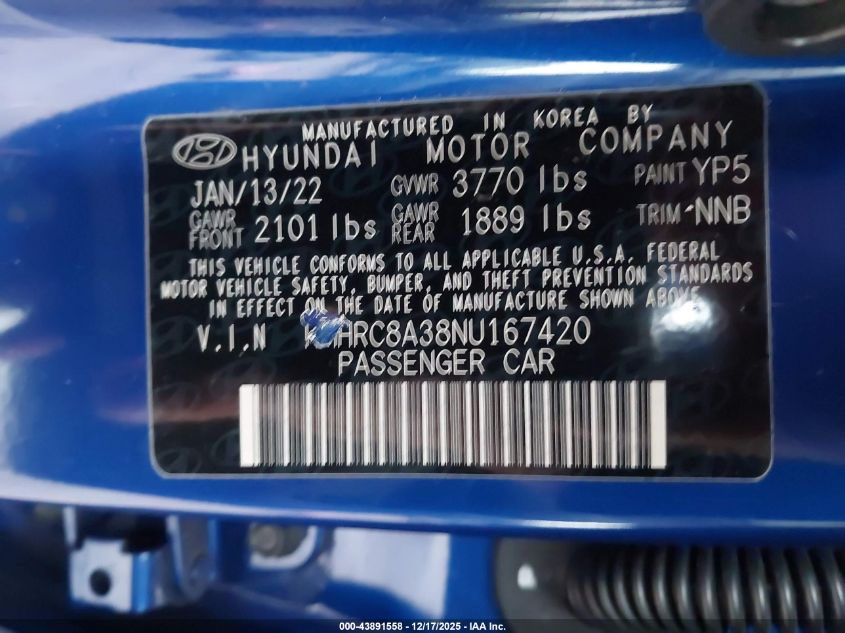 MANUFACTURED IN KOREA BY
HYUNDAI MOTOR COMPANY
JAN/13/22 GVWR 3770 lbs PAINT YP5
GAWR FRONT 2101 lbs GAWR REAR 1889 lbs TRIM NNB
THIS VEHICLE CONFORMS TO ALL APPLICABLE U.S.A. FEDERAL
MOTOR VEHICLE SAFETY, BUMPER, AND THEFT PREVENTION STANDARDS
IN EFFECT ON THE DATE OF MANUFACTURE SHOWN ABOVE
V.I.N HRC8A38NU167420
PASSENGER CAR
000-43891558 - 12/17/2025 - IAA Inc.